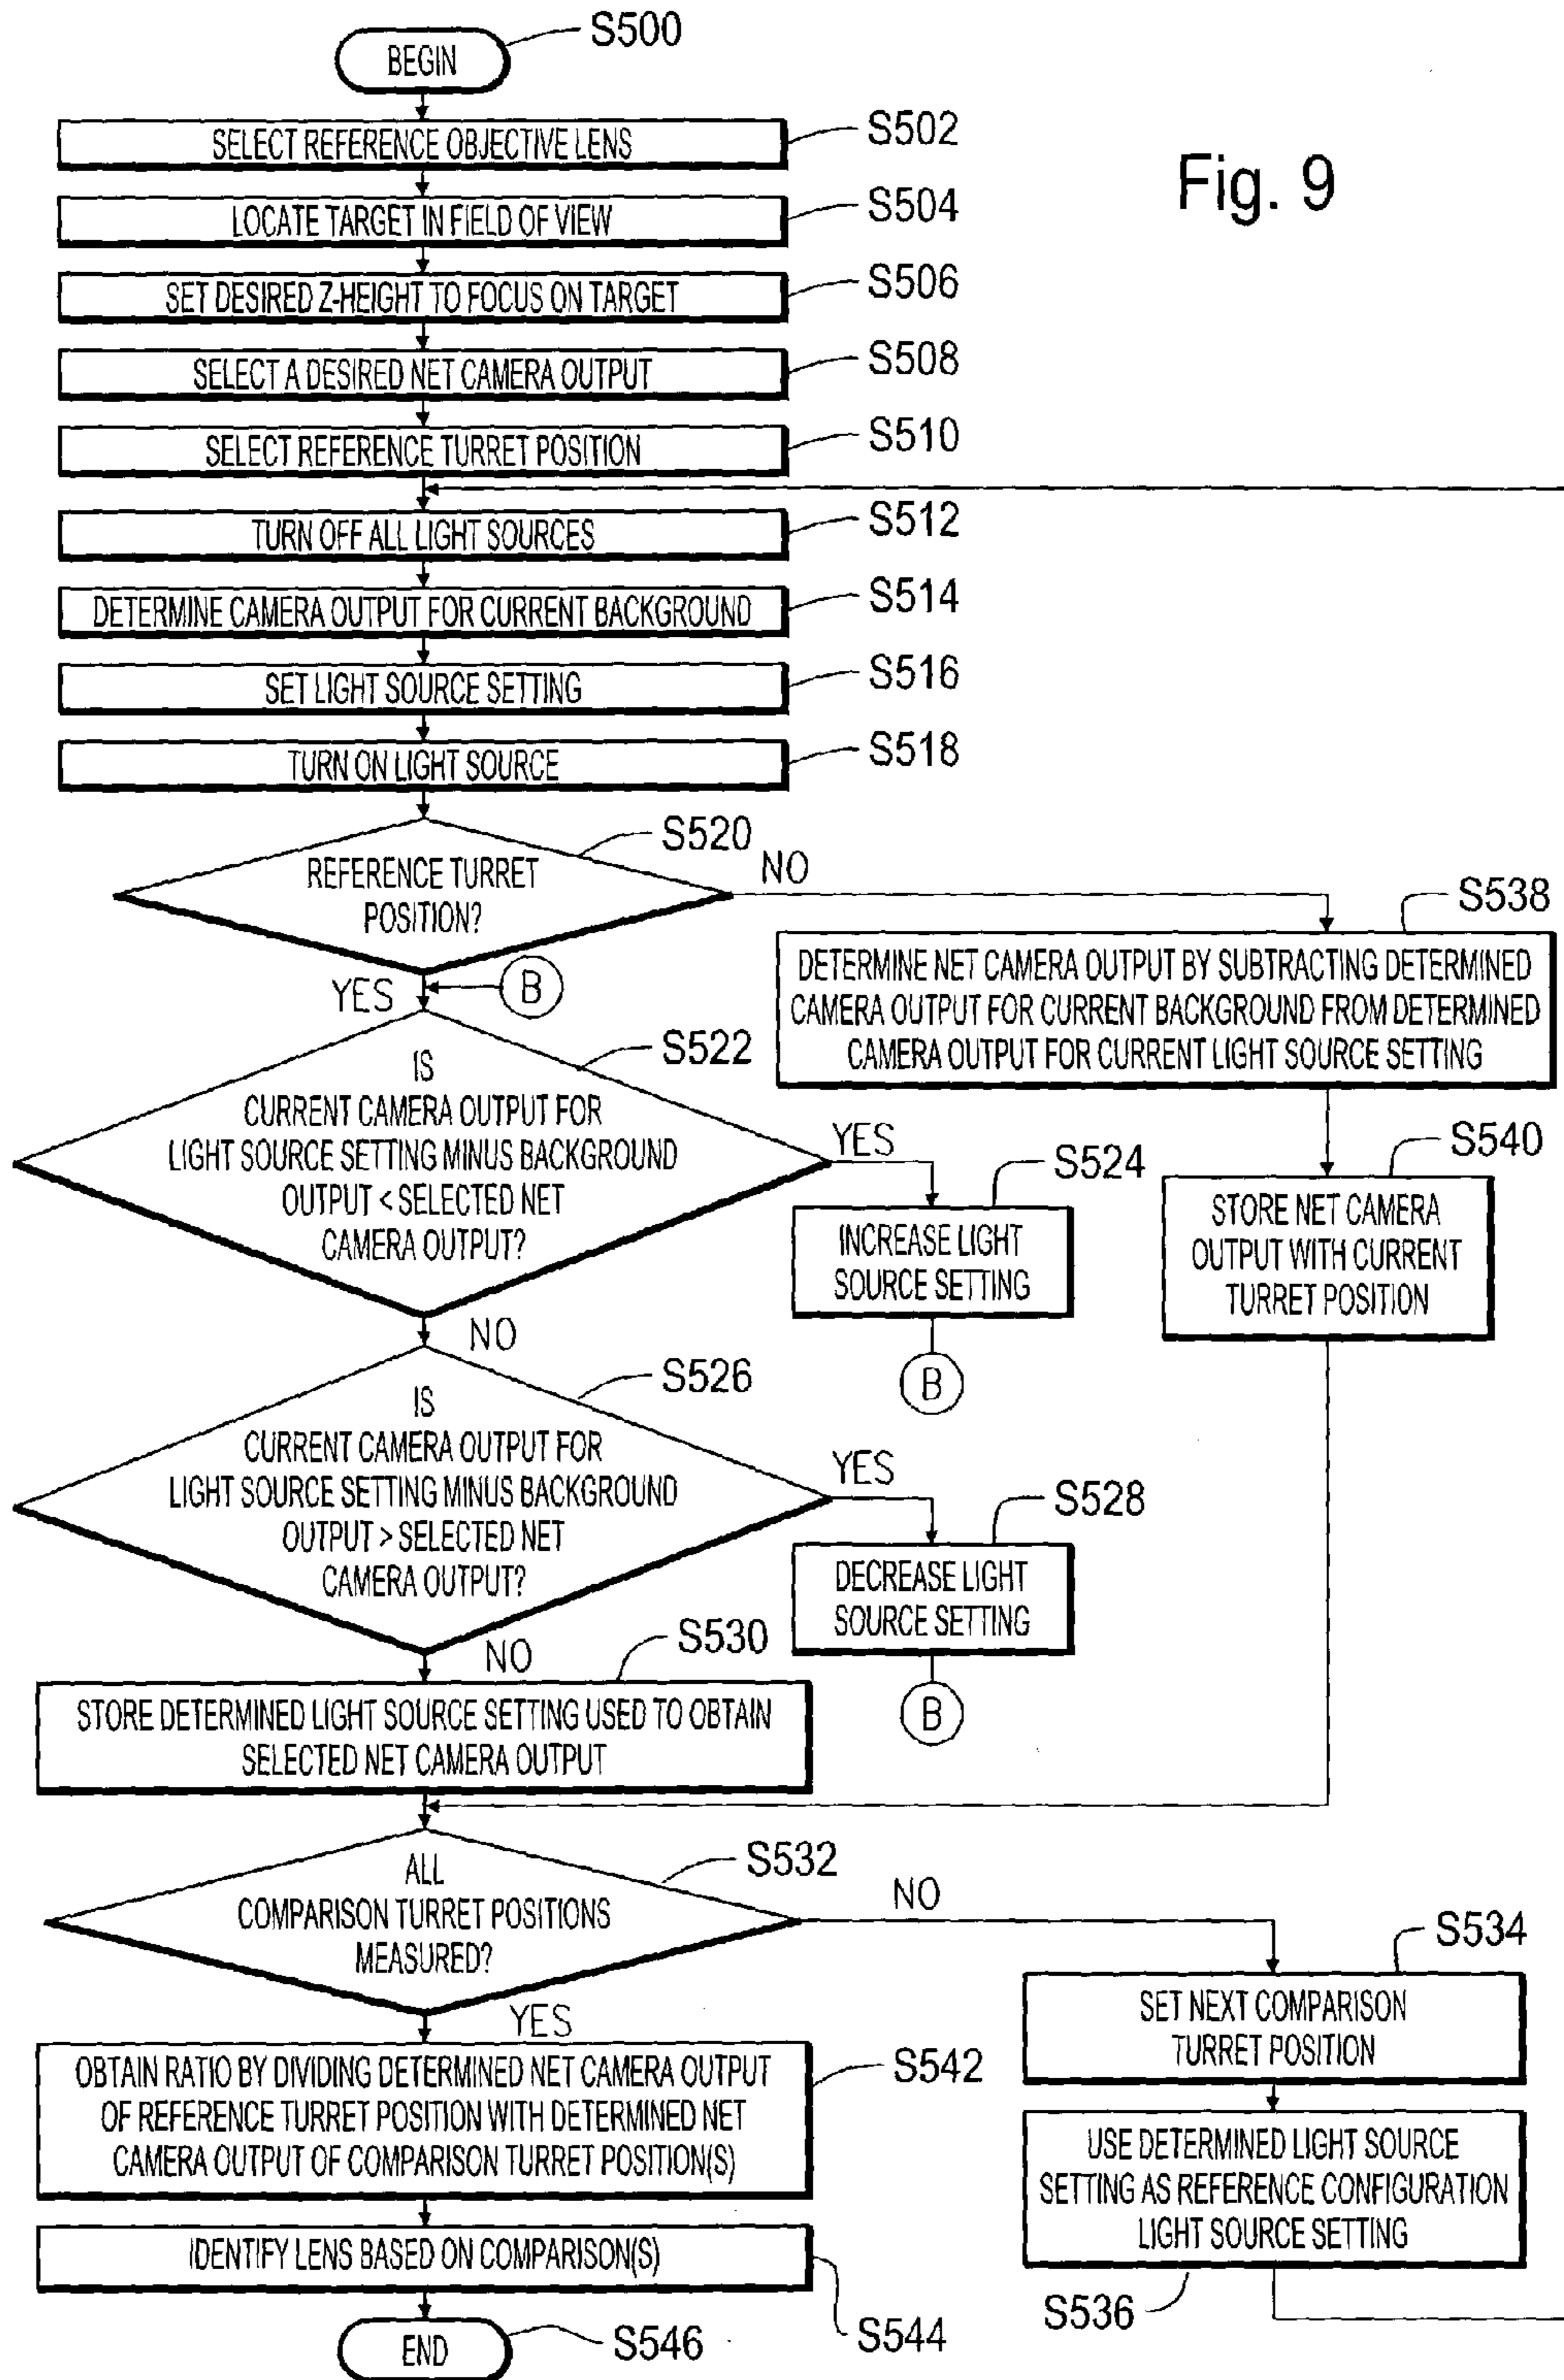 S500
BEGIN
SELECT REFERENCE OBJECTIVE LENS
S502
Fig. 9
LOCATE TARGET IN FIELD OF VIEW
S504
SET DESIRED Z-HEIGHT TO FOCUS ON TARGET
S506
SELECT A DESIRED NET CAMERA OUTPUT
S508
SELECT REFERENCE TURRET POSITION
S510
TURN OFF ALL LIGHT SOURCES
S512
DETERMINE CAMERA OUTPUT FOR CURRENT BACKGROUND
S514
SET LIGHT SOURCE SETTING
S516
TURN ON LIGHT SOURCE
S518
S520
REFERENCE TURRET
POSITION?
NO
YES
B
S538
DETERMINE NET CAMERA OUTPUT BY SUBTRACTING DETERMINED
CAMERA OUTPUT FOR CURRENT BACKGROUND FROM DETERMINED
CAMERA OUTPUT FOR CURRENT LIGHT SOURCE SETTING
S522
IS
CURRENT CAMERA OUTPUT FOR
LIGHT SOURCE SETTING MINUS BACKGROUND
OUTPUT < SELECTED NET
CAMERA OUTPUT?
YES
S524
INCREASE LIGHT
SOURCE SETTING
B
S540
STORE NET CAMERA
OUTPUT WITH CURRENT
TURRET POSITION
NO
S526
IS
CURRENT CAMERA OUTPUT FOR
LIGHT SOURCE SETTING MINUS BACKGROUND
OUTPUT > SELECTED NET
CAMERA OUTPUT?
YES
S528
DECREASE LIGHT
SOURCE SETTING
B
NO
S530
STORE DETERMINED LIGHT SOURCE SETTING USED TO OBTAIN
SELECTED NET CAMERA OUTPUT
S532
ALL
COMPARISON TURRET POSITIONS
MEASURED?
NO
S534
SET NEXT COMPARISON
TURRET POSITION
YES
OBTAIN RATIO BY DIVIDING DETERMINED NET CAMERA OUTPUT
OF REFERENCE TURRET POSITION WITH DETERMINED NET
CAMERA OUTPUT OF COMPARISON TURRET POSITION(S)
S542
USE DETERMINED LIGHT SOURCE
SETTING AS REFERENCE CONFIGURATION
LIGHT SOURCE SETTING
S536
IDENTIFY LENS BASED ON COMPARISON(S)
S544
END
S546